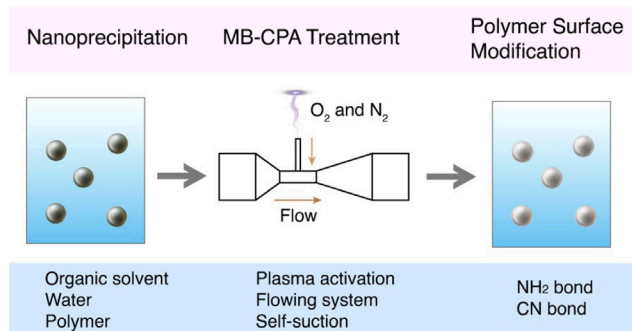 Nanoprecipitation
MB-CPA Treatment
Polymer Surface
Modification
O₂ and N₂
Flow
Organic solvent
Water
Polymer
Plasma activation
Flowing system
Self-suction
NH₂ bond
CN bond